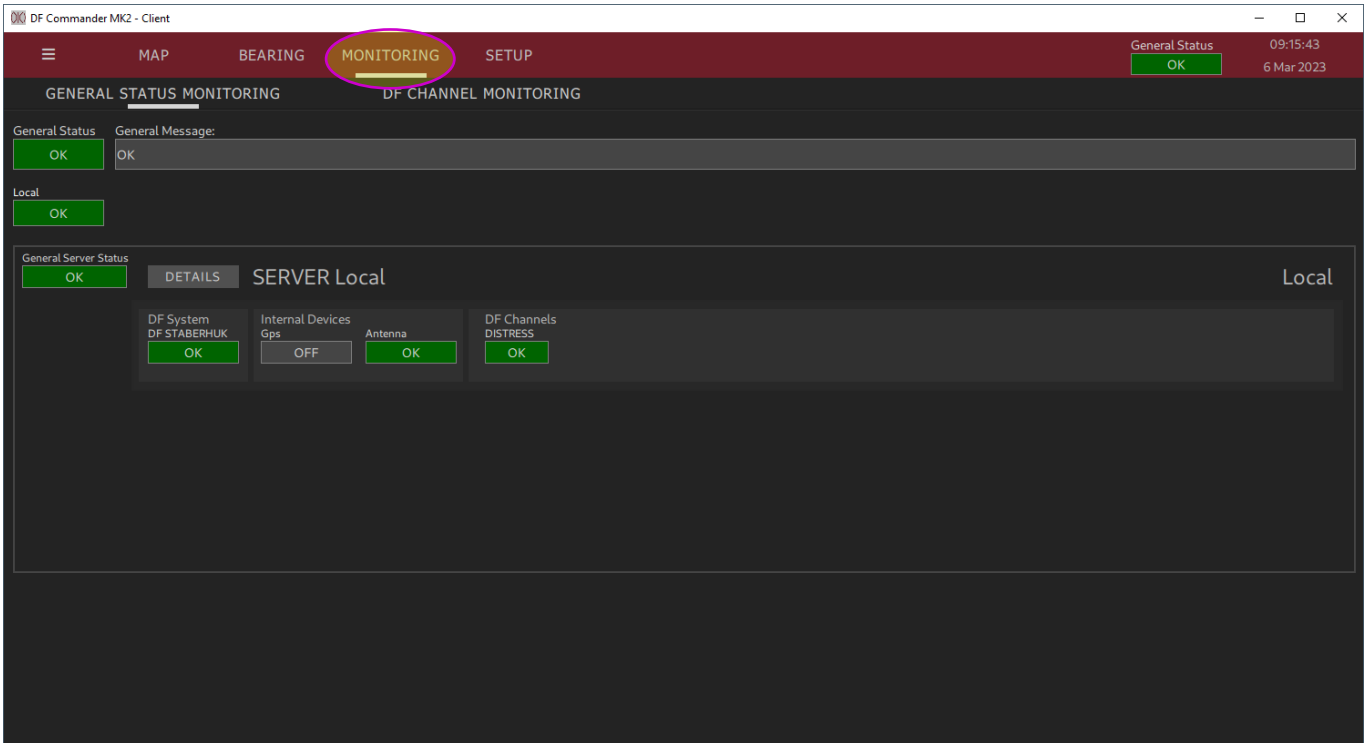 DF Commander MK2 - Client
MAP BEARING MONITORING SETUP
General Status
OK
09:15:43
6 Mar 2023
GENERAL STATUS MONITORING DF CHANNEL MONITORING
General Status General Message:
OK OK
Local
OK
General Server Status
OK DETAILS SERVER Local Local
DF System Internal Devices DF Channels
DF STABERHUK Gps Antenna DISTRESS
OK OFF OK OK